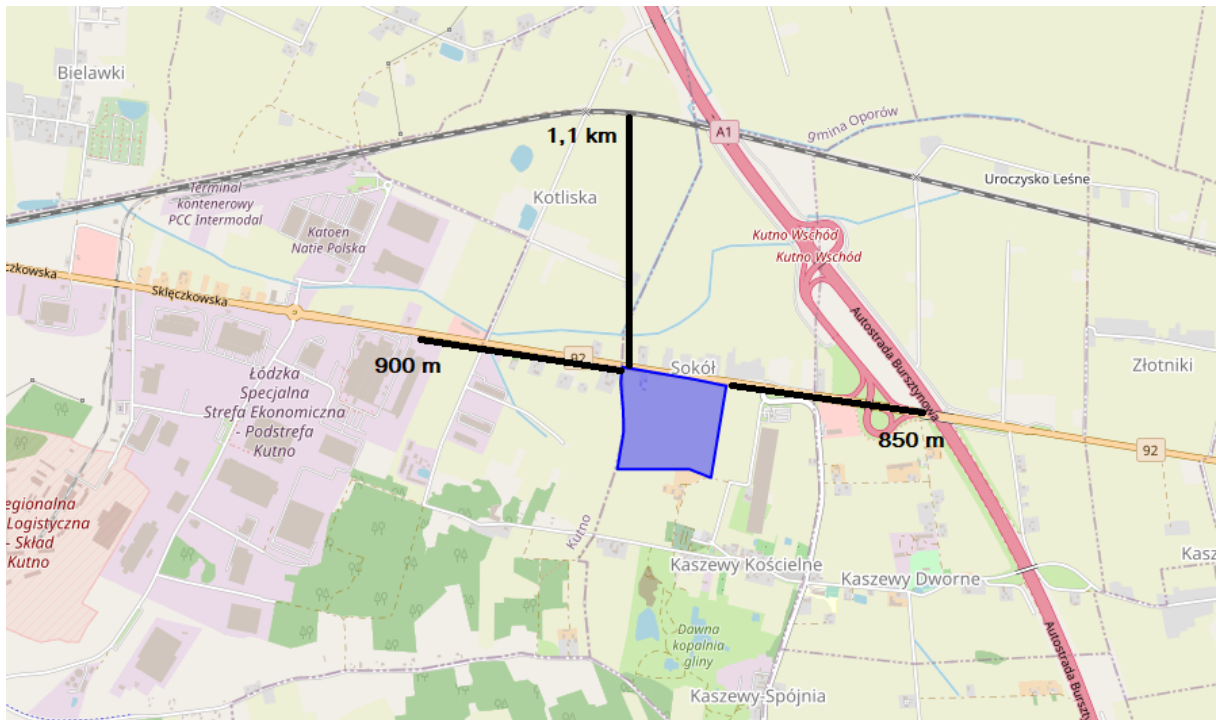 Bielawki
1,1 km
A1
gmina Oporów
Uroczysko Leśne
Terminal
kontenerowy
PCC Intermodal
Kotliska
Katoen
Natie Polska
Kutno Wschód
Kutno Wschód
czkowska
Sklęczkowska
Autostrada Bursztynowa
92
900 m
Sokół
Złotniki
Łódzka
Specjalna
Strefa Ekonomiczna
- Podstrefa
Kutno
850 m
92
egionalna
Logistyczna
- Skład
Kutno
Kutno
Kaszewy Kościelne
Kaszewy Dworne
Kasz
Dawna
kopalnia
gliny
Autostrada Burszt
Kaszewy-Spójnia